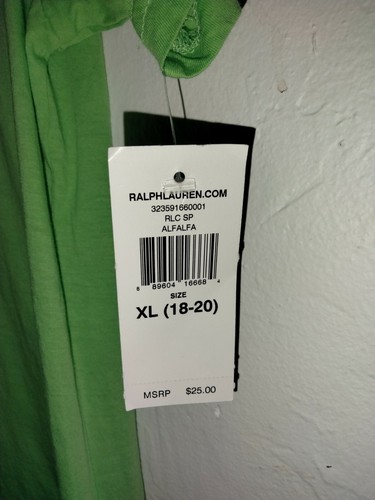 RALPHLAUREN.COM
323591660001
RLC SP
ALFALFA
8 89604 16668 4
SIZE
XL (18-20)
MSRP $25.00